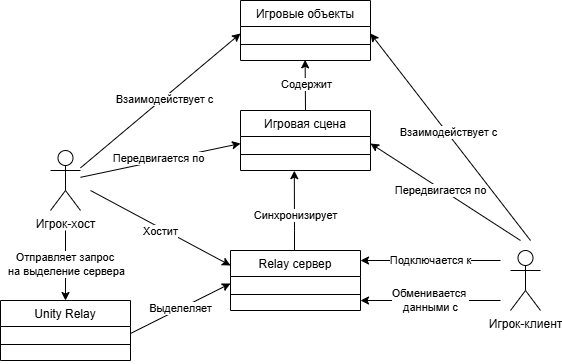 Игровые объекты
Содержит
Взаимодействует с
Игровая сцена
Взаимодействует с
Передвигается по
Передвигается по
Игрок-хост
Синхронизирует
Хостит
Отправляет запрос
на выделение сервера
Relay сервер
Подключается к
Unity Relay
Выделеляет
Обменивается
данными с
Игрок-клиент